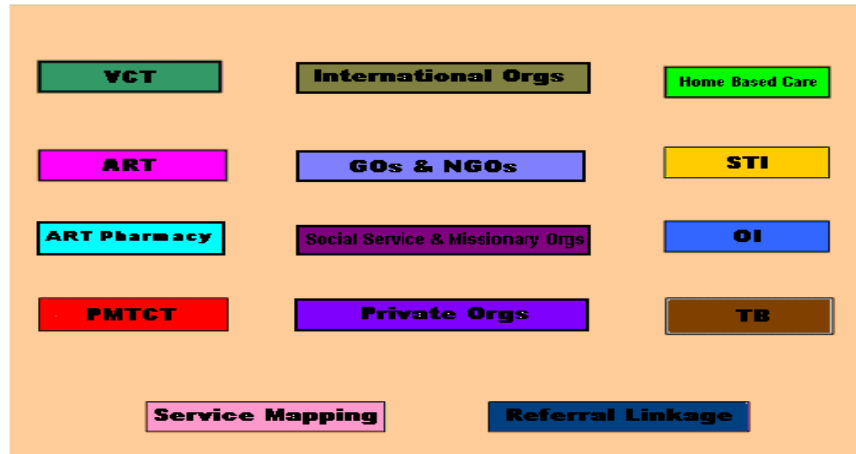 VCT
International Orgs
Home Based Care
ART
GOs & NGOs
STI
ART Pharmacy
Social Service & Missionary Orgs
OI
PMTCT
Private Orgs
TB
Service Mapping
Referral Linkage